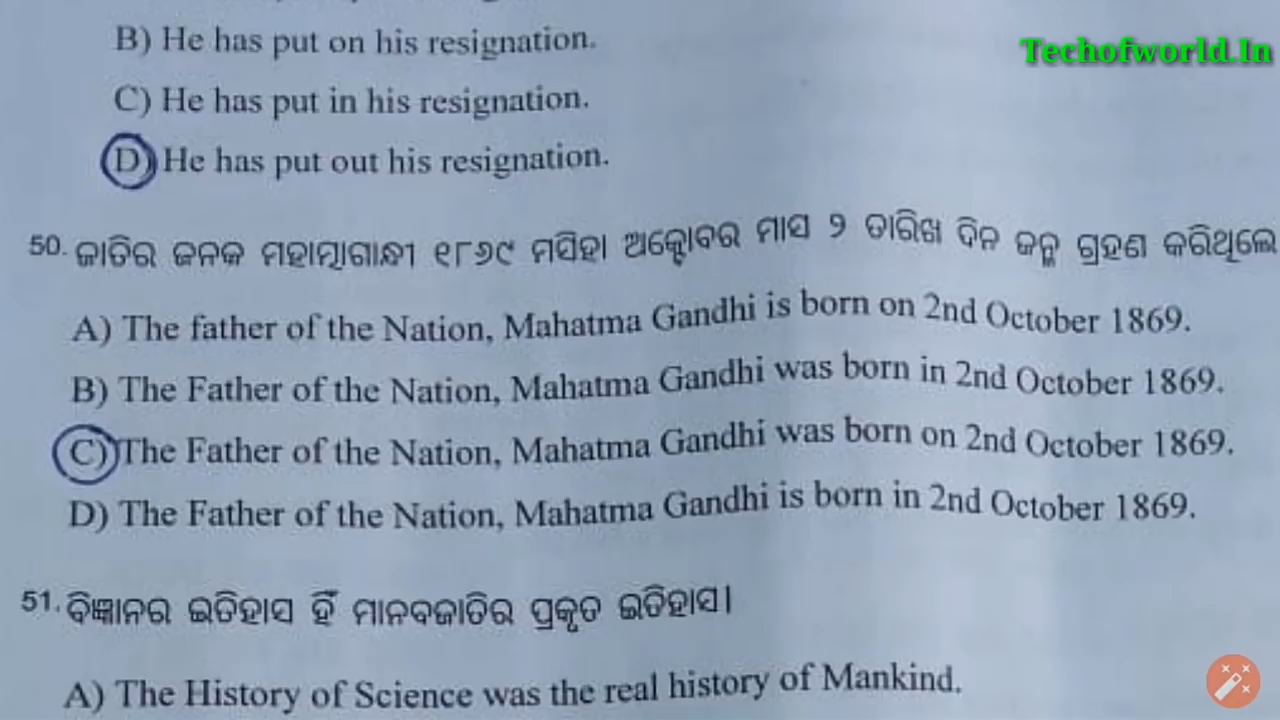 B) He has put on his resignation.
Techofworld.In
C) He has put in his resignation.
D) He has put out his resignation.
50. ଜାତିର ଜନକ ମହାତ୍ମାଗାନ୍ଧୀ ୧୮୬୯ ମସିହା ଅକ୍ଟୋବର ମାସ ୨ ତାରିଖ ଦିନ ଜନ୍ମ ଗ୍ରହଣ କରିଥିଲେ
A) The father of the Nation, Mahatma Gandhi is born on 2nd October 1869.
B) The Father of the Nation, Mahatma Gandhi was born in 2nd October 1869.
C) The Father of the Nation, Mahatma Gandhi was born on 2nd October 1869.
D) The Father of the Nation, Mahatma Gandhi is born in 2nd October 1869.
51. ବିଜ୍ଞାନର ଇତିହାସ ହିଁ ମାନବଜାତିର ପ୍ରକୃତ ଇତିହାସ।
A) The History of Science was the real history of Mankind.